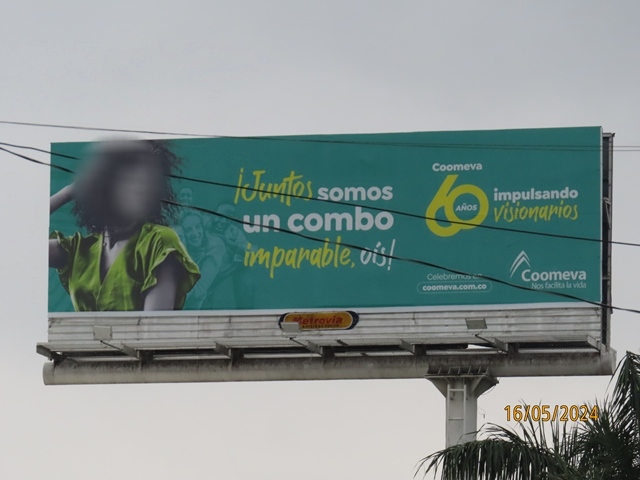 ¡Juntos somos
un combo
imparable, vis!
Coomeva
60
AÑOS
impulsando
visionarios
Celebremos en
coomeva.com.co
Coomeva
Nos facilita la vida
Metrovia
16/05/2024